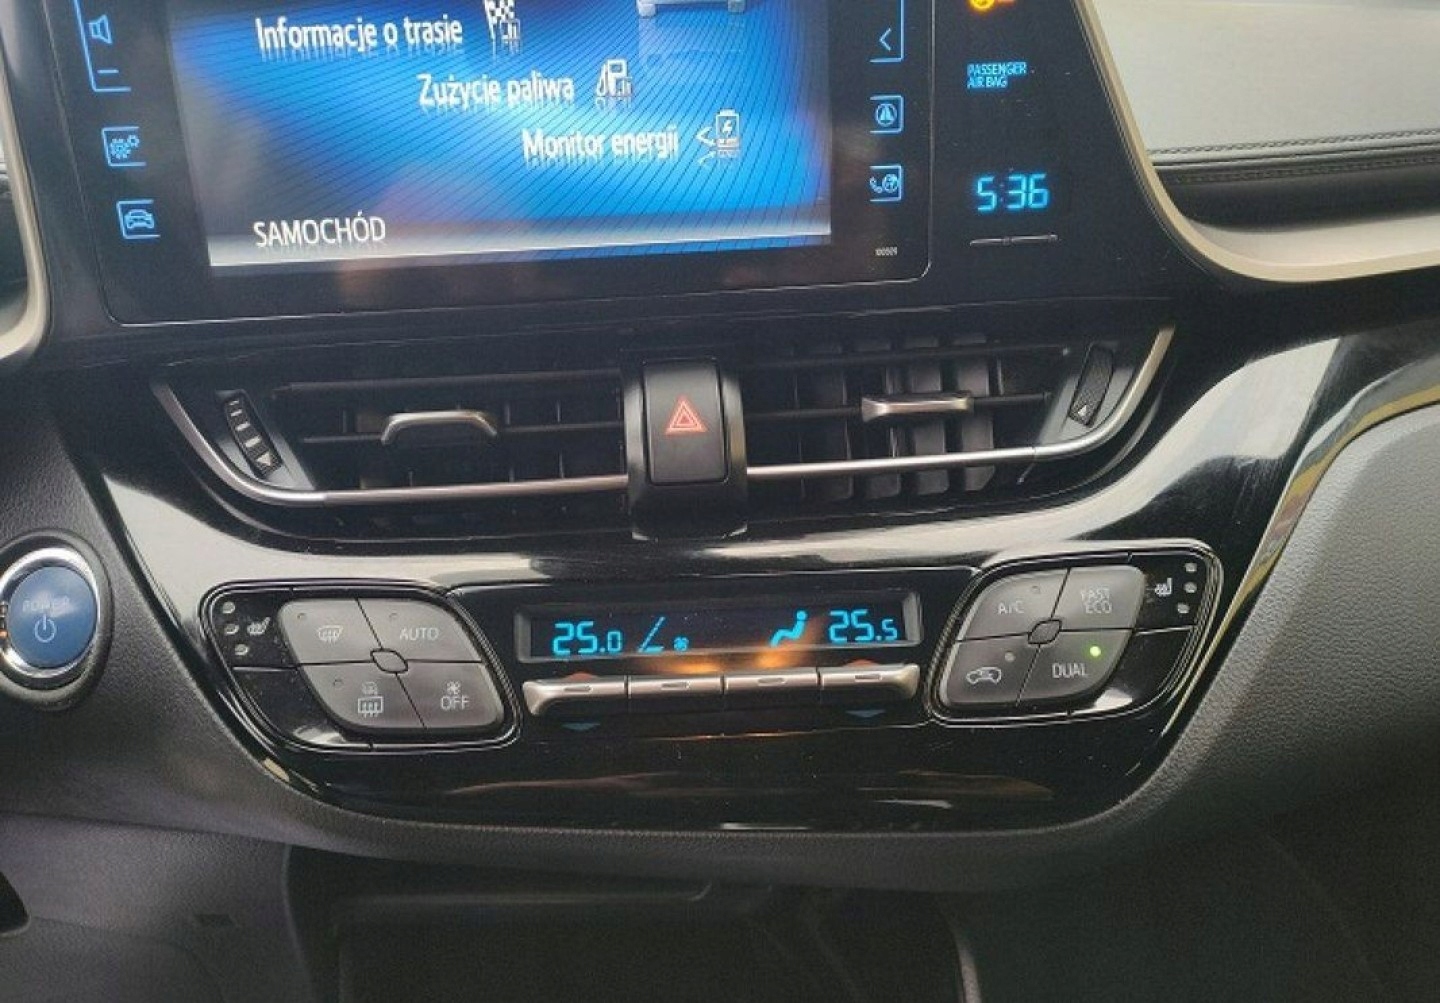 Informacje o trasie
Zużycie paliwa
Monitor energii
SAMOCHÓD
PASSENGER
AIR BAG
5:36
POWER
AUTO
OFF
25.0
25.5
A/C
FAST
ECO
DUAL